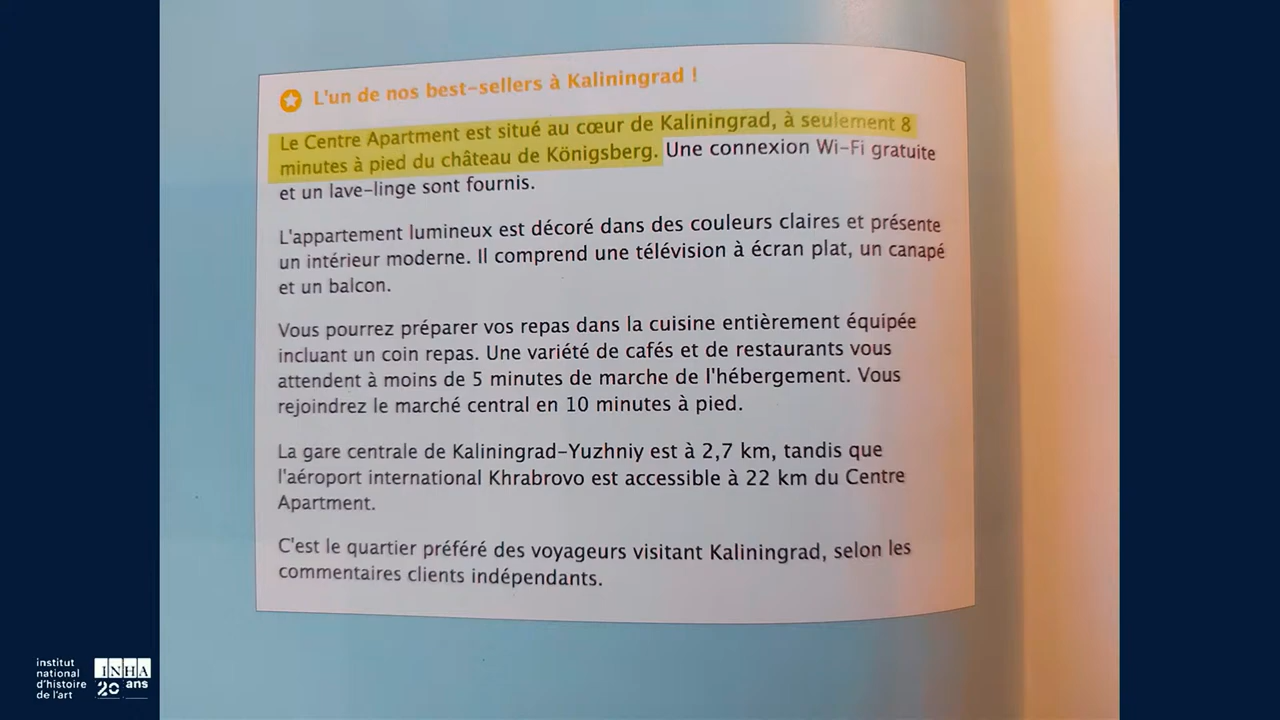 L'un de nos best-sellers à Kaliningrad !
Le Centre Apartment est situé au cœur de Kaliningrad, à seulement 8
minutes à pied du château de Königsberg. Une connexion Wi-Fi gratuite
et un lave-linge sont fournis.
L'appartement lumineux est décoré dans des couleurs claires et présente
un intérieur moderne. Il comprend une télévision à écran plat, un canapé
et un balcon.
Vous pourrez préparer vos repas dans la cuisine entièrement équipée
incluant un coin repas. Une variété de cafés et de restaurants vous
attendent à moins de 5 minutes de marche de l'hébergement. Vous
rejoindrez le marché central en 10 minutes à pied.
La gare centrale de Kaliningrad-Yuzhniy est à 2,7 km, tandis que
l'aéroport international Khrabrovo est accessible à 22 km du Centre
Apartment.
C'est le quartier préféré des voyageurs visitant Kaliningrad, selon les
commentaires clients indépendants.
institut
national
d'histoire
de l'art
INHA
20 ans